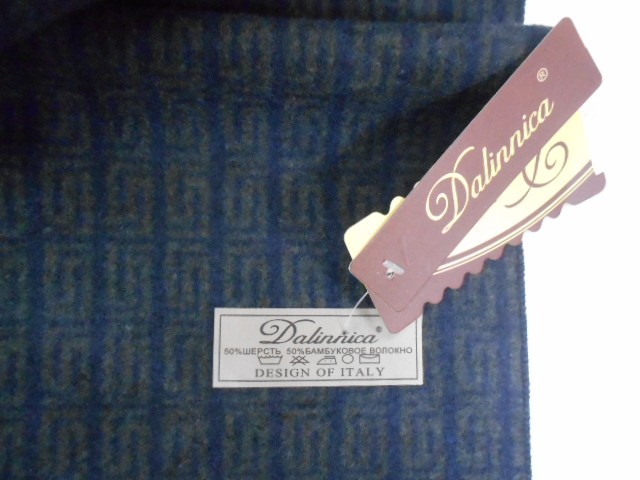 Dalinnica ®
Dalinnica ®
50%ШЕРСТЬ 50%БАМБУКОВОЕ ВОЛОКНО
DESIGN OF ITALY